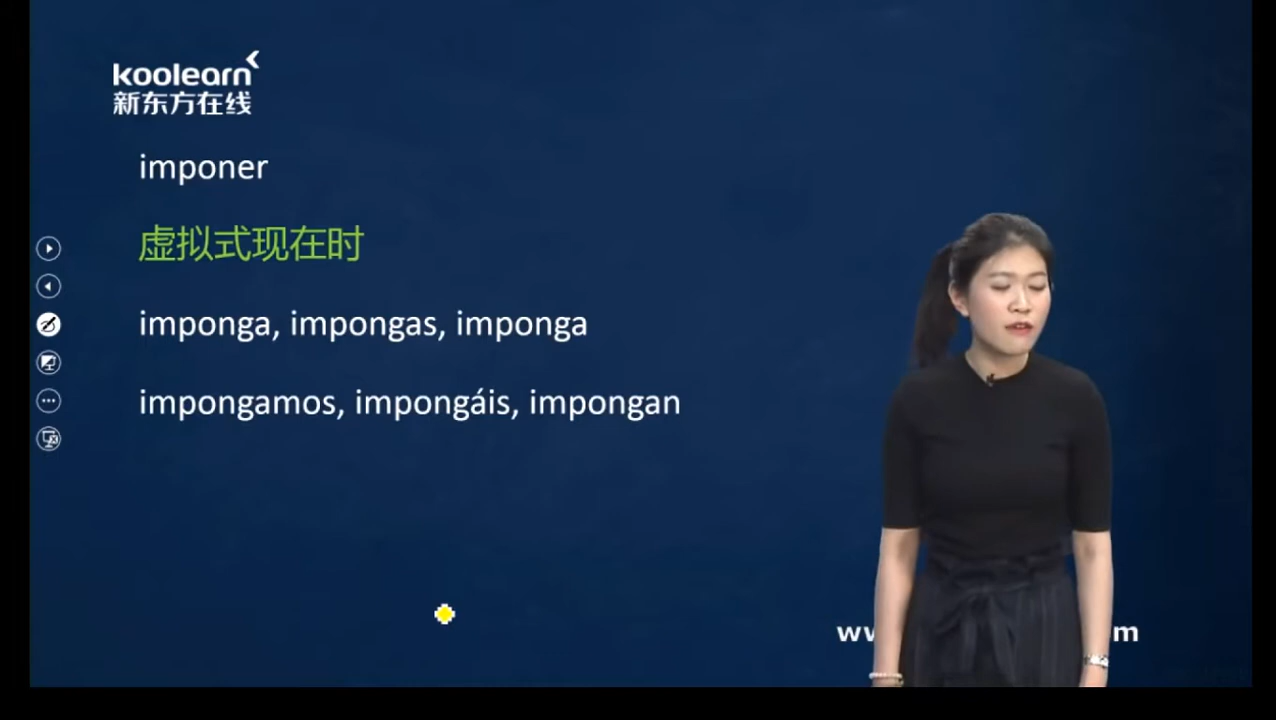 koolearn
新东方在线
imponer
虚拟式现在时
imponga, impongas, imponga
impongamos, impongáis, impongan